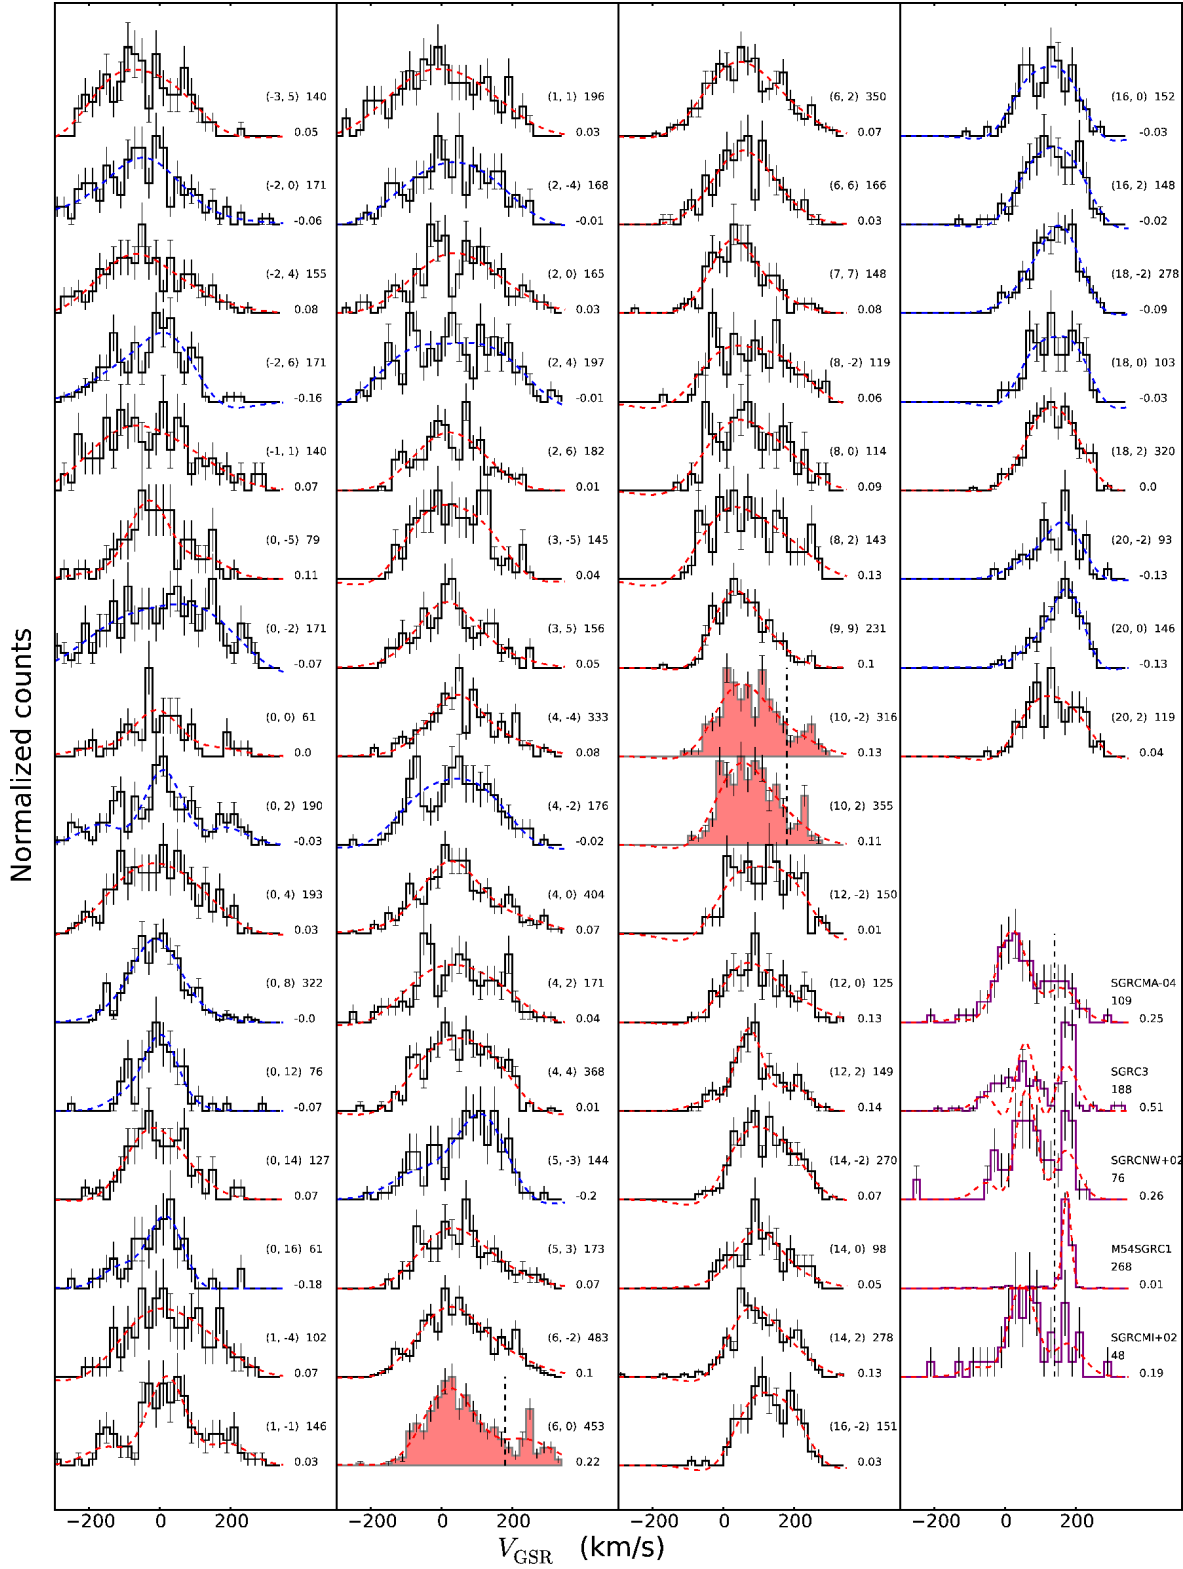 Normalized counts
(-3, 5) 140
0.05
(-2, 0) 171
-0.06
(-2, 4) 155
0.08
(-2, 6) 171
-0.16
(-1, 1) 140
0.07
(0, -5) 79
0.11
(0, -2) 171
-0.07
(0, 0) 61
0.0
(0, 2) 190
-0.03
(0, 4) 193
0.03
(0, 8) 322
-0.0
(0, 12) 76
-0.07
(0, 14) 127
0.07
(0, 16) 61
-0.18
(1, -4) 102
0.07
(1, -1) 146
0.03
(1, 1) 196
0.03
(2, -4) 168
-0.01
(2, 0) 165
0.03
(2, 4) 197
-0.01
(2, 6) 182
0.01
(3, -5) 145
0.04
(3, 5) 156
0.05
(4, -4) 333
0.08
(4, -2) 176
-0.02
(4, 0) 404
0.07
(4, 2) 171
0.04
(4, 4) 368
0.01
(5, -3) 144
-0.2
(5, 3) 173
0.07
(6, -2) 483
0.1
(6, 0) 453
0.22
(6, 2) 350
0.07
(6, 6) 166
0.03
(7, 7) 148
0.08
(8, -2) 119
0.06
(8, 0) 114
0.09
(8, 2) 143
0.13
(9, 9) 231
0.1
(10, -2) 316
0.13
(10, 2) 355
0.11
(12, -2) 150
0.01
(12, 0) 125
0.13
(12, 2) 149
0.14
(14, -2) 270
0.07
(14, 0) 98
0.05
(14, 2) 278
0.13
(16, -2) 151
0.03
(16, 0) 152
-0.03
(16, 2) 148
-0.02
(18, -2) 278
-0.09
(18, 0) 103
-0.03
(18, 2) 320
0.0
(20, -2) 93
-0.13
(20, 0) 146
-0.13
(20, 2) 119
0.04
SGRCMA-04
109
0.25
SGRC3
188
0.51
SGRCNW+02
76
0.26
M54SGRC1
268
0.01
SGRCMI+02
48
0.19
−200 0 200 −200 0 200 −200 0 200 −200 0 200
V_GSR (km/s)